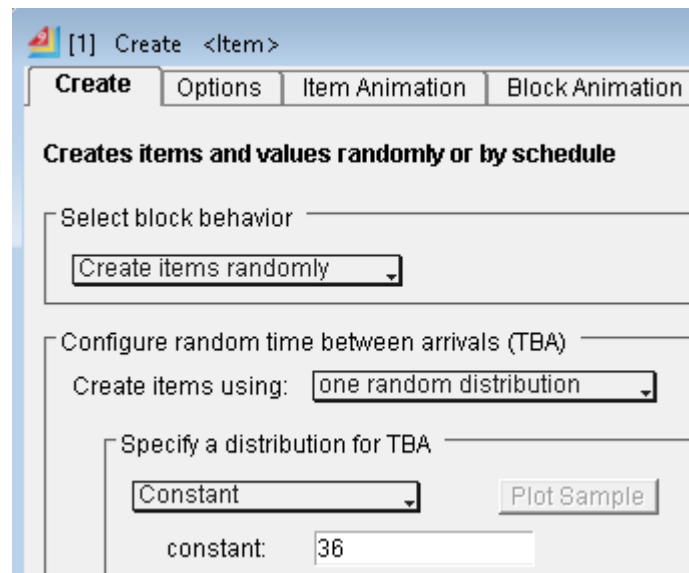 [1] Create <Item>
Create Options Item Animation Block Animation
Creates items and values randomly or by schedule
Select block behavior
Create items randomly
Configure random time between arrivals (TBA)
Create items using: one random distribution
Specify a distribution for TBA
Constant Plot Sample
constant: 36